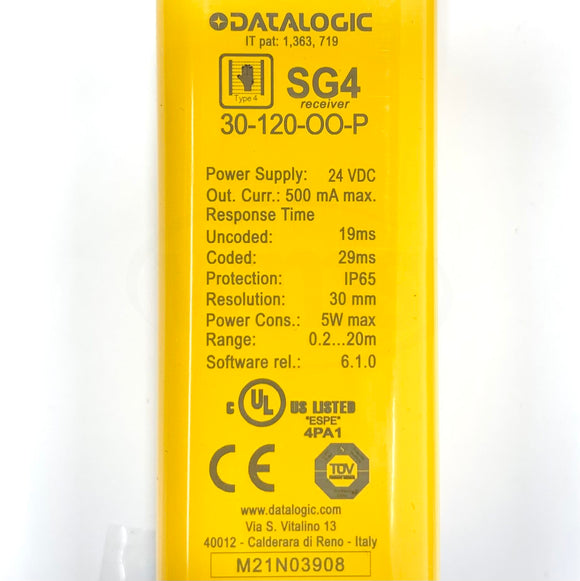 DATALOGIC
IT pat: 1,363, 719
Type 4
SG4
receiver
30-120-OO-P
Power Supply: 24 VDC
Out. Curr.: 500 mA max.
Response Time
Uncoded: 19ms
Coded: 29ms
Protection: IP65
Resolution: 30 mm
Power Cons.: 5W max
Range: 0.2...20m
Software rel.: 6.1.0
C UL US LISTED
"ESPE"
4PA1
CE
TÜV
www.datalogic.com
Via S. Vitalino 13
40012 - Calderara di Reno - Italy
M21N03908